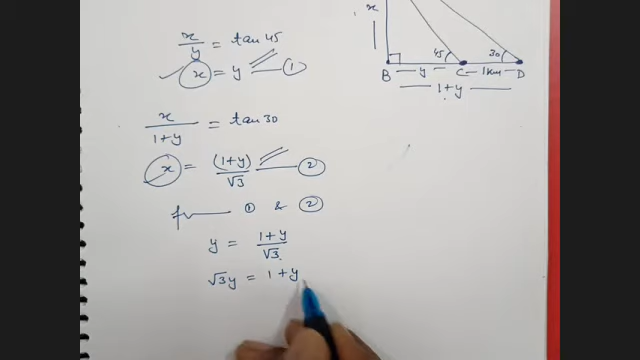 x
45
30
B y C 1km D
1+y
x/y = tan 45
x = y ①
x/1+y = tan 30
x = (1+y)/√3 ②
① & ②
y = 1+y/√3
√3y = 1+y